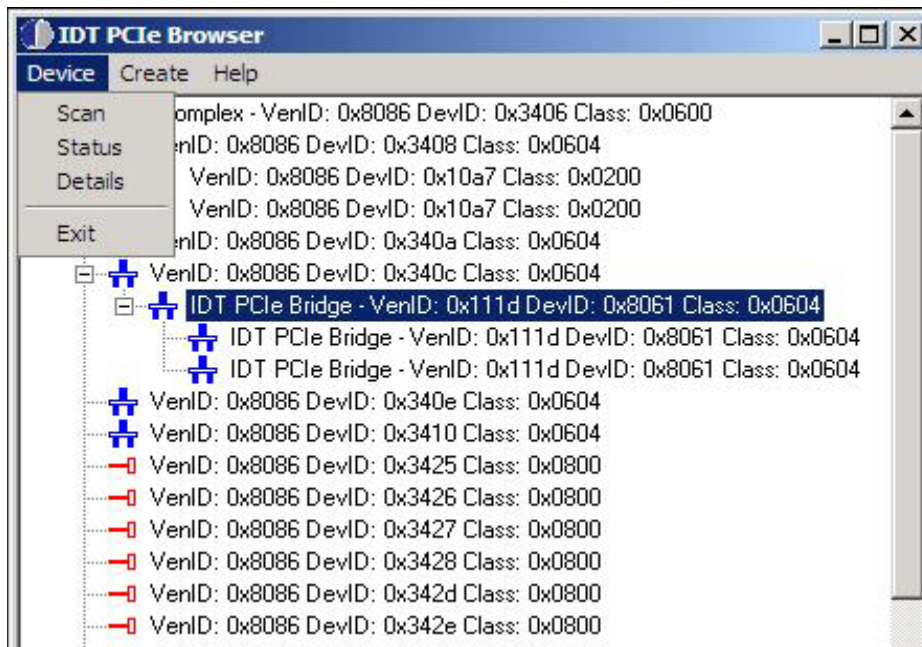 IDT PCIe Browser
Device Create Help
Scan
Status
Details
Exit
omplex - VenID: 0x8086 DevID: 0x3406 Class: 0x0600
enID: 0x8086 DevID: 0x3408 Class: 0x0604
VenID: 0x8086 DevID: 0x10a7 Class: 0x0200
VenID: 0x8086 DevID: 0x10a7 Class: 0x0200
enID: 0x8086 DevID: 0x340a Class: 0x0604
VenID: 0x8086 DevID: 0x340c Class: 0x0604
IDT PCIe Bridge - VenID: 0x111d DevID: 0x8061 Class: 0x0604
IDT PCIe Bridge - VenID: 0x111d DevID: 0x8061 Class: 0x0604
IDT PCIe Bridge - VenID: 0x111d DevID: 0x8061 Class: 0x0604
VenID: 0x8086 DevID: 0x340e Class: 0x0604
VenID: 0x8086 DevID: 0x3410 Class: 0x0604
VenID: 0x8086 DevID: 0x3425 Class: 0x0800
VenID: 0x8086 DevID: 0x3426 Class: 0x0800
VenID: 0x8086 DevID: 0x3427 Class: 0x0800
VenID: 0x8086 DevID: 0x3428 Class: 0x0800
VenID: 0x8086 DevID: 0x342d Class: 0x0800
VenID: 0x8086 DevID: 0x342e Class: 0x0800